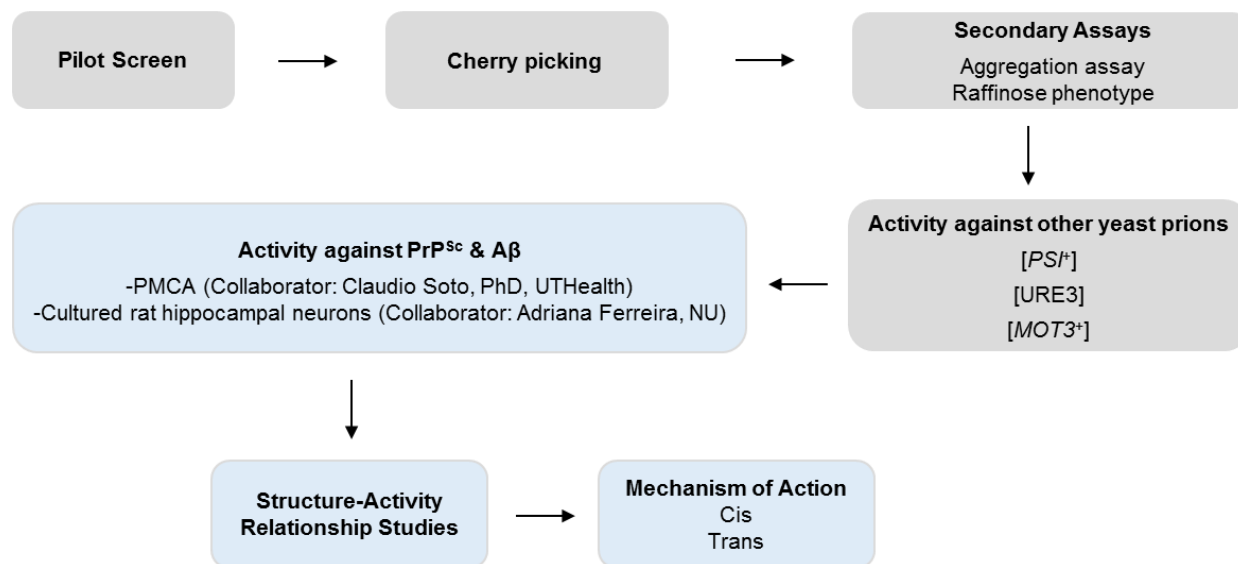 Pilot Screen
Cherry picking
Secondary Assays
Aggregation assay
Raffinose phenotype
Activity against other yeast prions
[PSI⁺]
[URE3]
[MOT3⁺]
Activity against PrPˢᶜ & Aβ
-PMCA (Collaborator: Claudio Soto, PhD, UTHealth)
-Cultured rat hippocampal neurons (Collaborator: Adriana Ferreira, NU)
Structure-Activity
Relationship Studies
Mechanism of Action
Cis
Trans